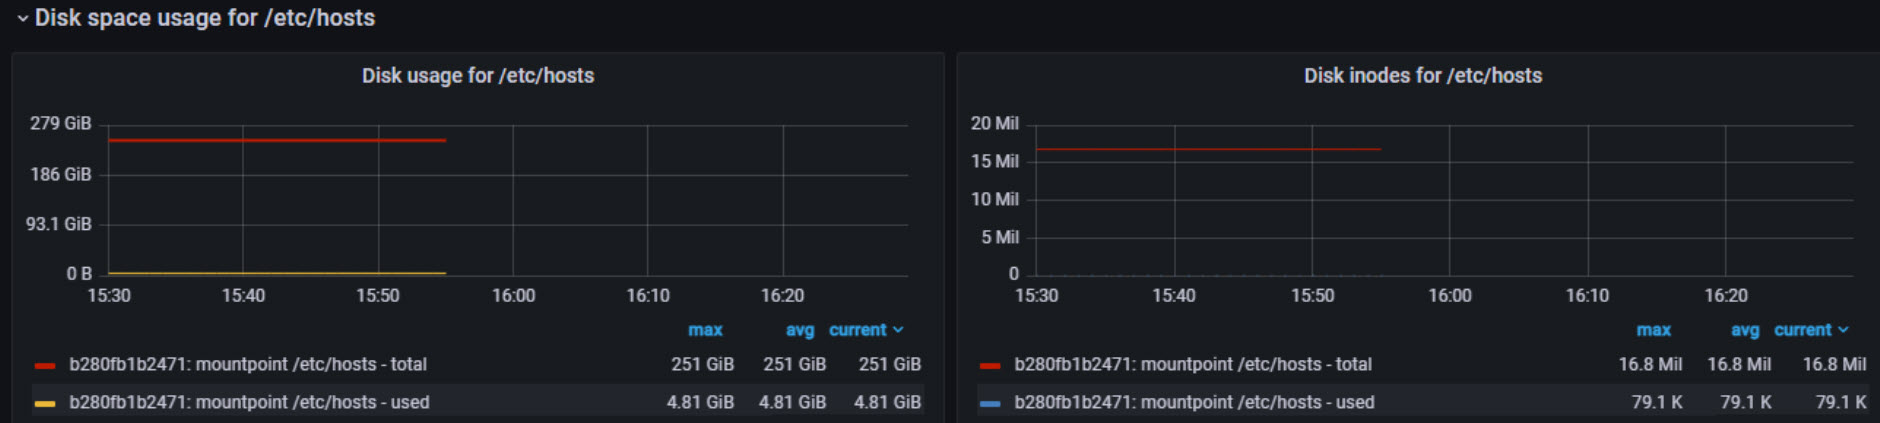 Disk space usage for /etc/hosts
Disk usage for /etc/hosts
279 GiB
186 GiB
93.1 GiB
0 B
15:30 15:40 15:50 16:00 16:10 16:20
max avg current
b280fb1b2471: mountpoint /etc/hosts - total 251 GiB 251 GiB 251 GiB
b280fb1b2471: mountpoint /etc/hosts - used 4.81 GiB 4.81 GiB 4.81 GiB
Disk inodes for /etc/hosts
20 Mil
15 Mil
10 Mil
5 Mil
0
15:30 15:40 15:50 16:00 16:10 16:20
max avg current
b280fb1b2471: mountpoint /etc/hosts - total 16.8 Mil 16.8 Mil 16.8 Mil
b280fb1b2471: mountpoint /etc/hosts - used 79.1 K 79.1 K 79.1 K